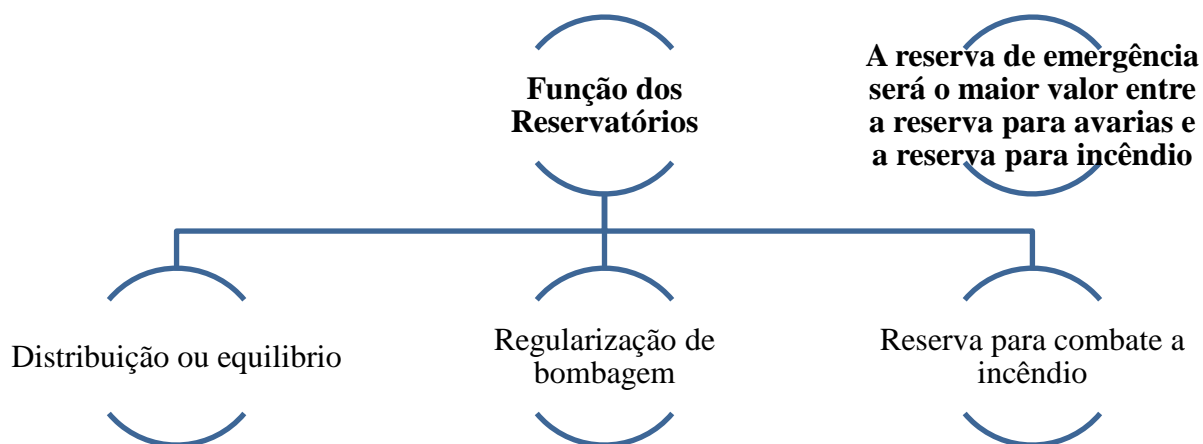 Função dos
Reservatórios
A reserva de emergência
será o maior valor entre
a reserva para avarias e
a reserva para incêndio
Distribuição ou equilibrio
Regularização de
bombagem
Reserva para combate a
incêndio